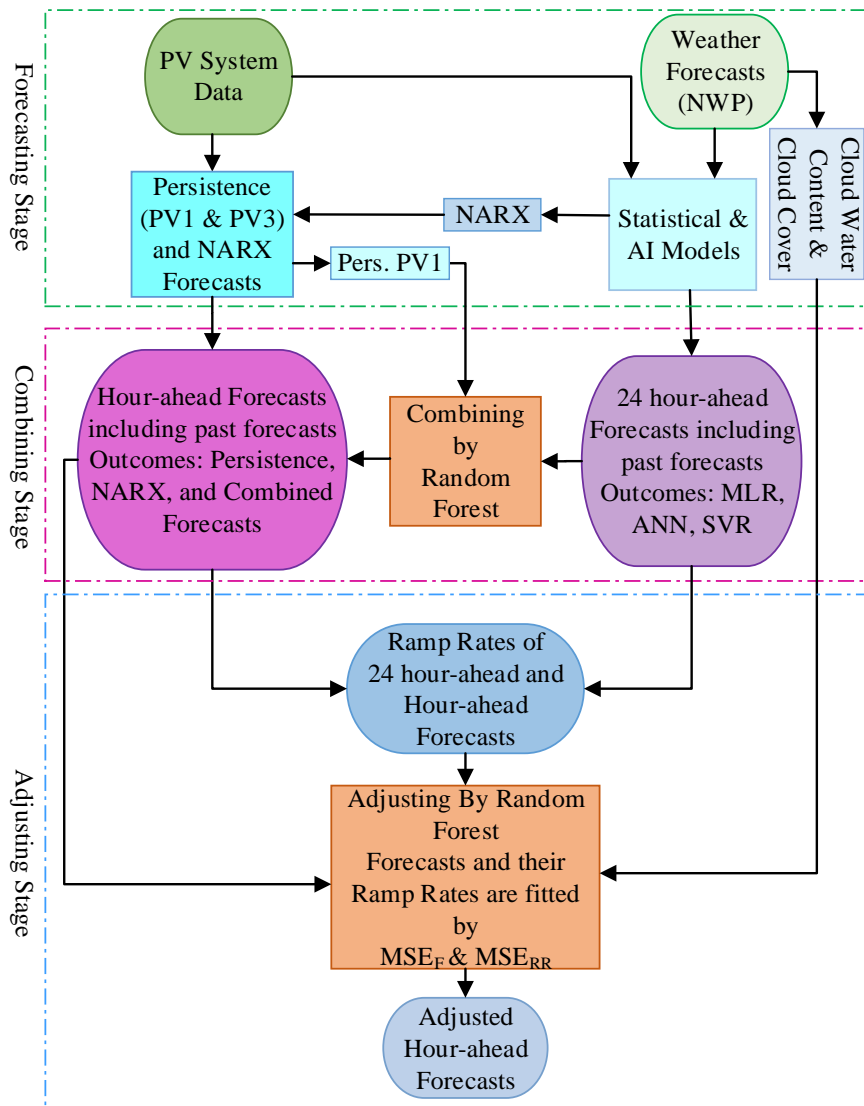 Forecasting Stage
PV System
Data
Weather
Forecasts
(NWP)
Cloud Water
Content &
Cloud Cover
Persistence
(PV1 & PV3)
and NARX
Forecasts
NARX
Pers. PV1
Statistical &
AI Models
Combining Stage
Hour-ahead Forecasts
including past forecasts
Outcomes: Persistence,
NARX, and Combined
Forecasts
Combining
by
Random
Forest
24 hour-ahead
Forecasts including
past forecasts
Outcomes: MLR,
ANN, SVR
Adjusting Stage
Ramp Rates of
24 hour-ahead and
Hour-ahead
Forecasts
Adjusting By Random
Forest
Forecasts and their
Ramp Rates are fitted
by
MSE_F & MSE_RR
Adjusted
Hour-ahead
Forecasts